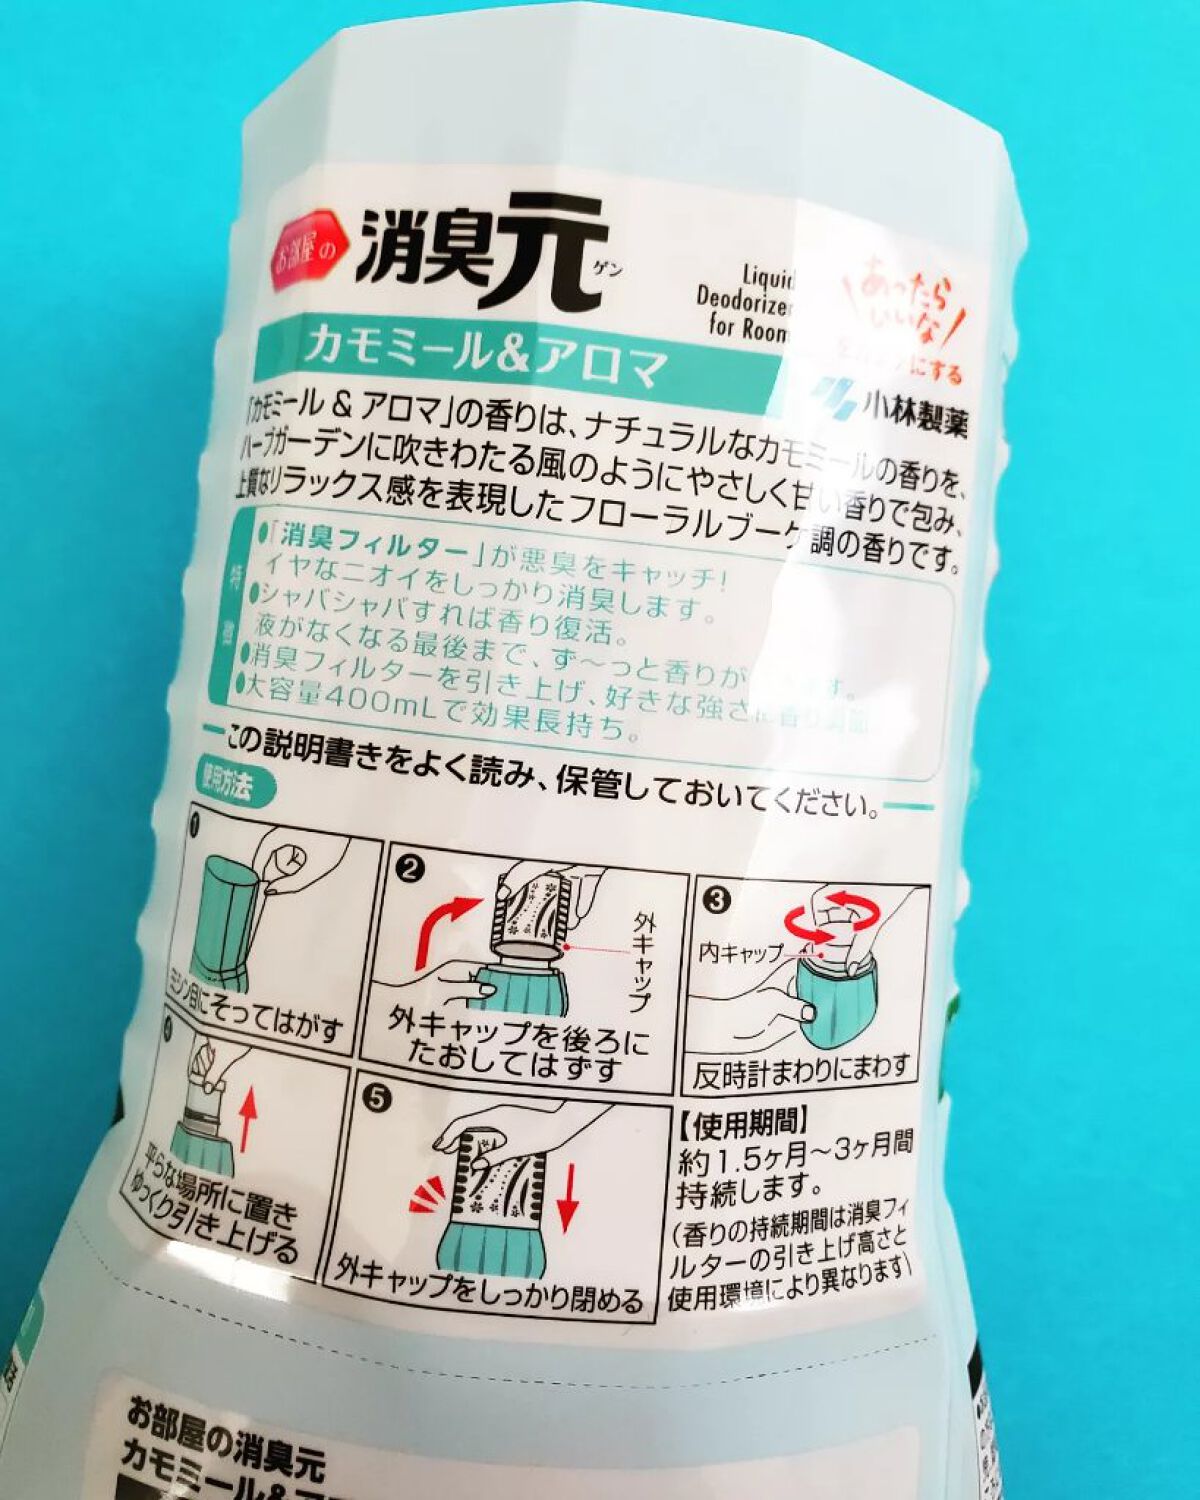 お部屋の
消臭元
ゲン
Liquid
Deodorizer
for Room
あったら
いいな
にする
小林製薬
カモミール&アロマ
「カモミール & アロマ」の香りは、ナチュラルなカモミールの香りを、
ハーブガーデンに吹きわたる風のようにやさしく甘い香りで包み、
上質なリラックス感を表現したフローラルブーケ調の香りです。
特徴
●「消臭フィルター」が悪臭をキャッチ!
イヤなニオイをしっかり消臭します。
●シャバシャバすれば香り復活。
液がなくなる最後まで、ず〜っと香りが
●消臭フィルターを引き上げ、好きな強さに香り調節
●大容量400mLで効果長持ち。
この説明書きをよく読み、保管しておいてください。
使用方法
1
ミシン目にそってはがす
2
外キャップ
外キャップを後ろに
たおしてはずす
3
内キャップ
反時計まわりにまわす
4
平らな場所に置き
ゆっくり引き上げる
5
外キャップをしっかり閉める
【使用期間】
約1.5ヶ月〜3ヶ月間
持続します。
(香りの持続期間は消臭フィ
ルターの引き上げ高さと
使用環境により異なります)
お部屋の消臭元
カモミール&ア